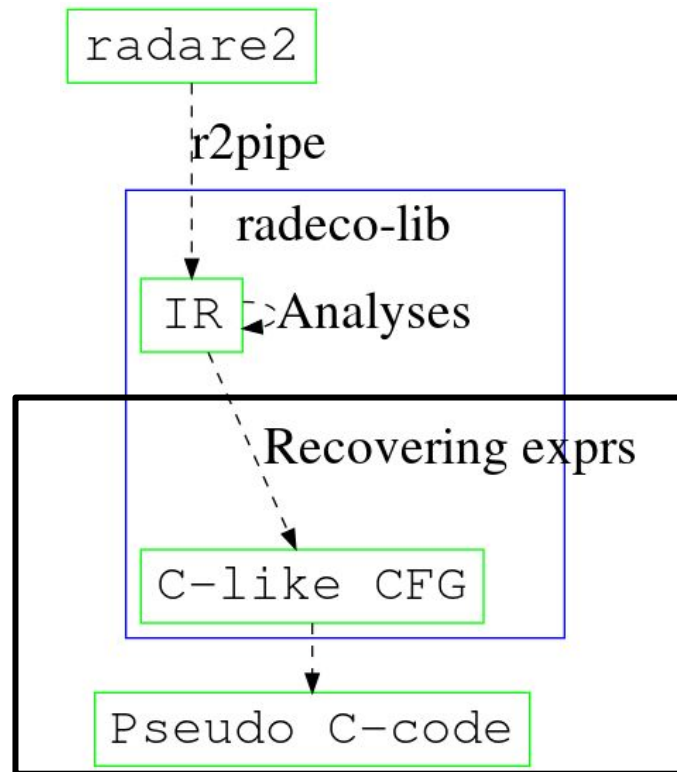 radare2
r2pipe
radeco-lib
IR
Analyses
Recovering exprs
C-like CFG
Pseudo C-code